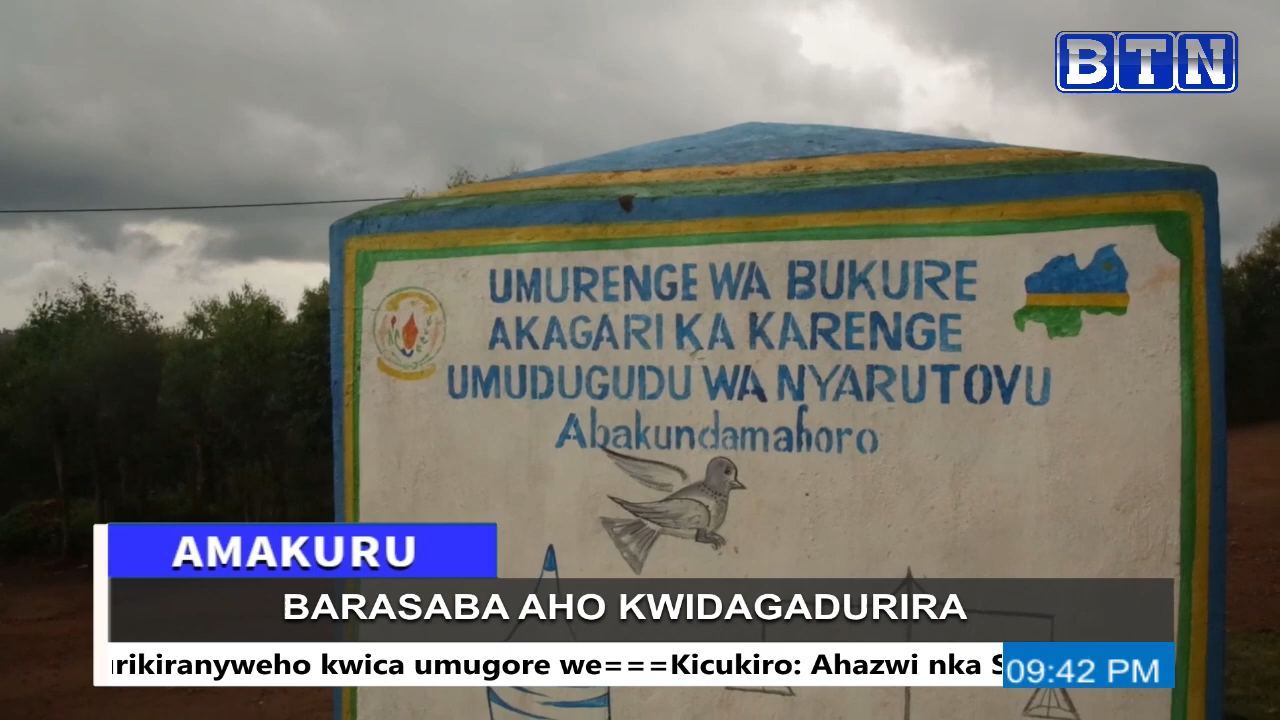 BTN
UMURENGE WA BUKURE
AKAGARI KA KARENGE
UMUDUGUDU WA NYARUTOVU
Abakundamahoro
AMAKURU
BARASABA AHO KWIDAGADURIRA
kwica umugore we===Kicukiro: Ahazwi nka
09:42 PM